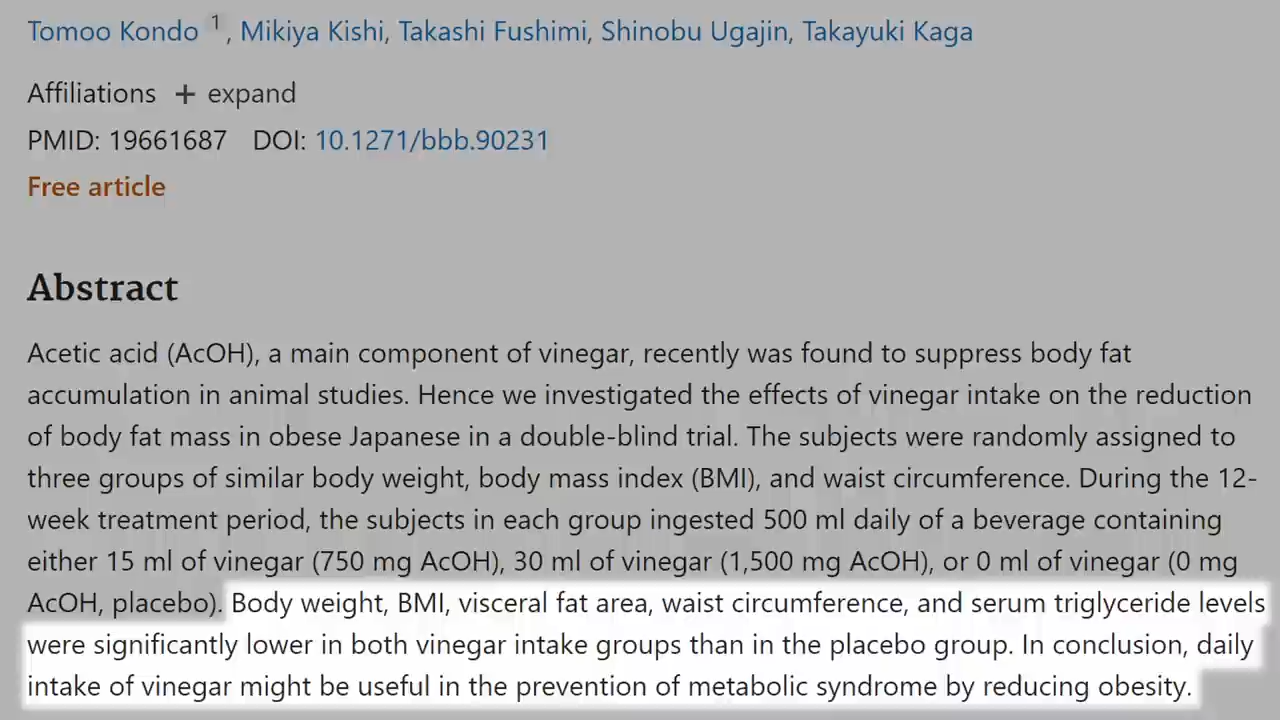 Tomoo Kondo 1, Mikiya Kishi, Takashi Fushimi, Shinobu Ugajin, Takayuki Kaga
Affiliations + expand
PMID: 19661687 DOI: 10.1271/bbb.90231
Free article
Abstract
Acetic acid (AcOH), a main component of vinegar, recently was found to suppress body fat
accumulation in animal studies. Hence we investigated the effects of vinegar intake on the reduction
of body fat mass in obese Japanese in a double-blind trial. The subjects were randomly assigned to
three groups of similar body weight, body mass index (BMI), and waist circumference. During the 12-
week treatment period, the subjects in each group ingested 500 ml daily of a beverage containing
either 15 ml of vinegar (750 mg AcOH), 30 ml of vinegar (1,500 mg AcOH), or 0 ml of vinegar (0 mg
AcOH, placebo). Body weight, BMI, visceral fat area, waist circumference, and serum triglyceride levels
were significantly lower in both vinegar intake groups than in the placebo group. In conclusion, daily
intake of vinegar might be useful in the prevention of metabolic syndrome by reducing obesity.